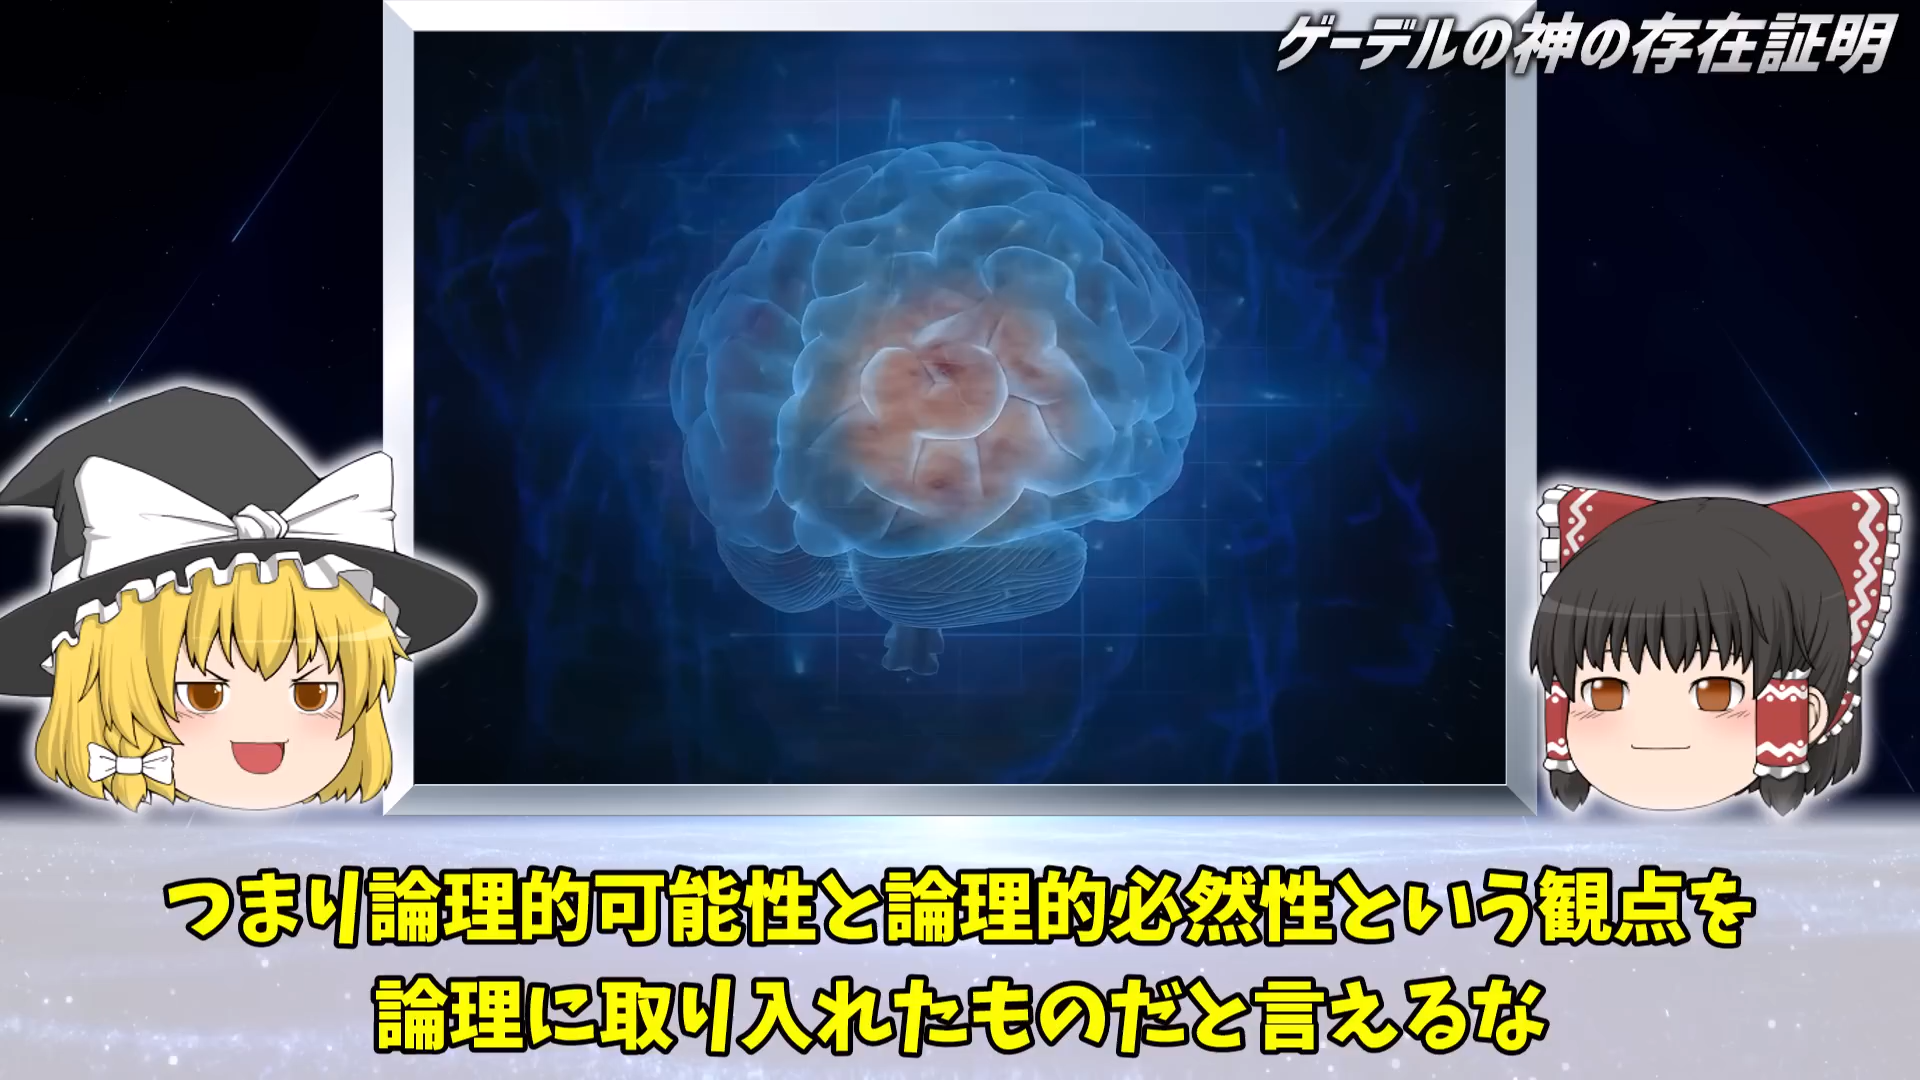 ゲーデルの神の存在証明
つまり論理的可能性と論理的必然性という観点を
論理に取り入れたものだと言えるな